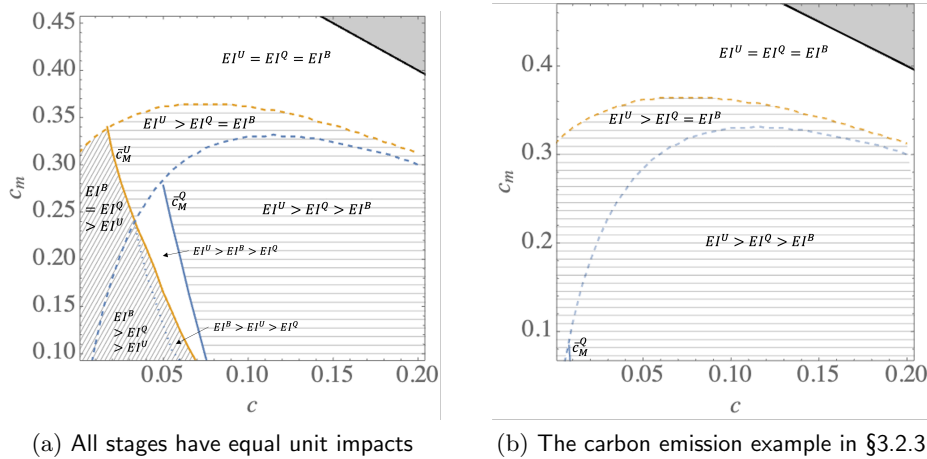 0.45
0.40
0.35
0.30
0.25
0.20
0.15
0.10
c_m
EI^U = EI^Q = EI^B
EI^U > EI^Q = EI^B
c̄_M^U
EI^B
= EI^Q
> EI^U
c̄_M^Q
EI^U > EI^Q > EI^B
EI^U > EI^B > EI^Q
EI^B
> EI^Q
> EI^U
EI^B > EI^U > EI^Q
0.05 0.10 0.15 0.20
c
(a) All stages have equal unit impacts
0.4
0.3
0.2
0.1
c_m
EI^U = EI^Q = EI^B
EI^U > EI^Q = EI^B
EI^U > EI^Q > EI^B
c̄_M^Q
0.05 0.10 0.15 0.20
c
(b) The carbon emission example in §3.2.3